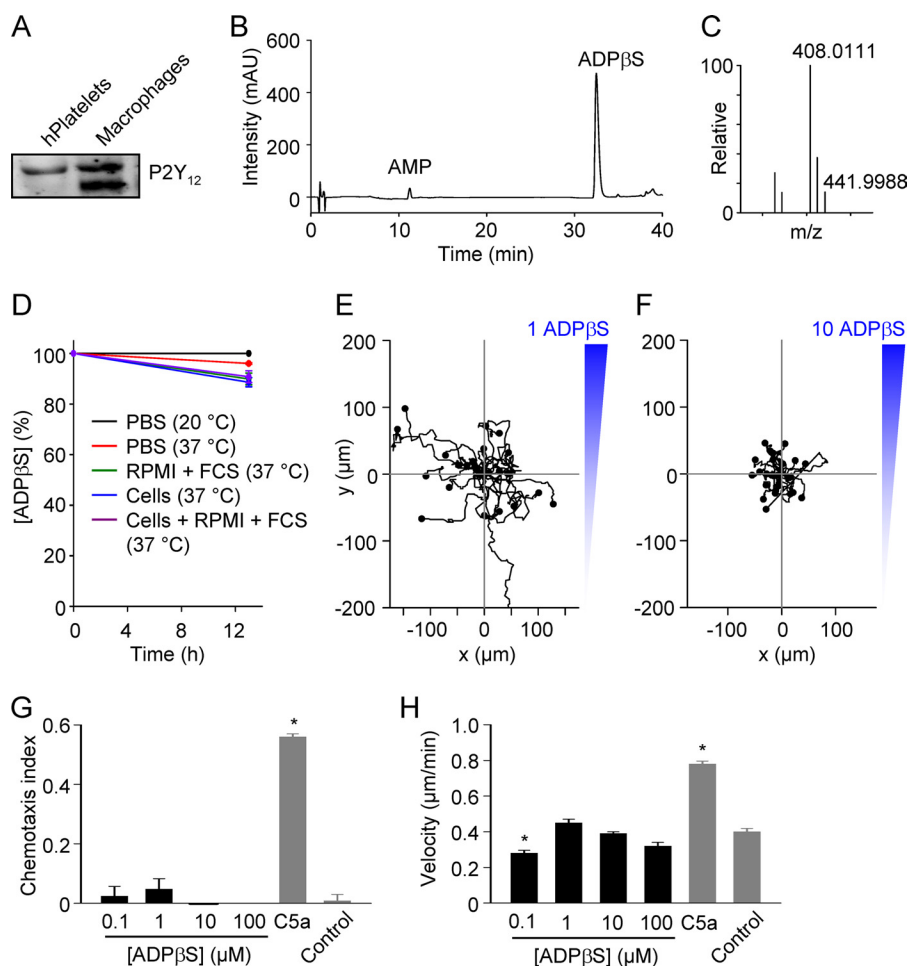 A
hPlatelets
Macrophages
P2Y12
B
Intensity (mAU)
600
400
200
0
AMP
ADPβS
0
10
20
30
40
Time (min)
C
Relative
100
0
408.0111
441.9988
m/z
D
[ADPβS] (%)
100
80
60
40
20
0
PBS (20 °C)
PBS (37 °C)
RPMI + FCS (37 °C)
Cells (37 °C)
Cells + RPMI + FCS
(37 °C)
0
4
8
12
Time (h)
E
1 ADPβS
y (µm)
200
100
0
-100
-200
-100
0
100
x (µm)
F
10 ADPβS
200
100
0
-100
-200
-100
0
100
x (µm)
G
Chemotaxis index
0.6
0.4
0.2
0
*
0.1
1
10
100
C5a
Control
[ADPβS] (µM)
H
Velocity (µm/min)
1.0
0.8
0.6
0.4
0.2
0
*
*
0.1
1
10
100
C5a
Control
[ADPβS] (µM)